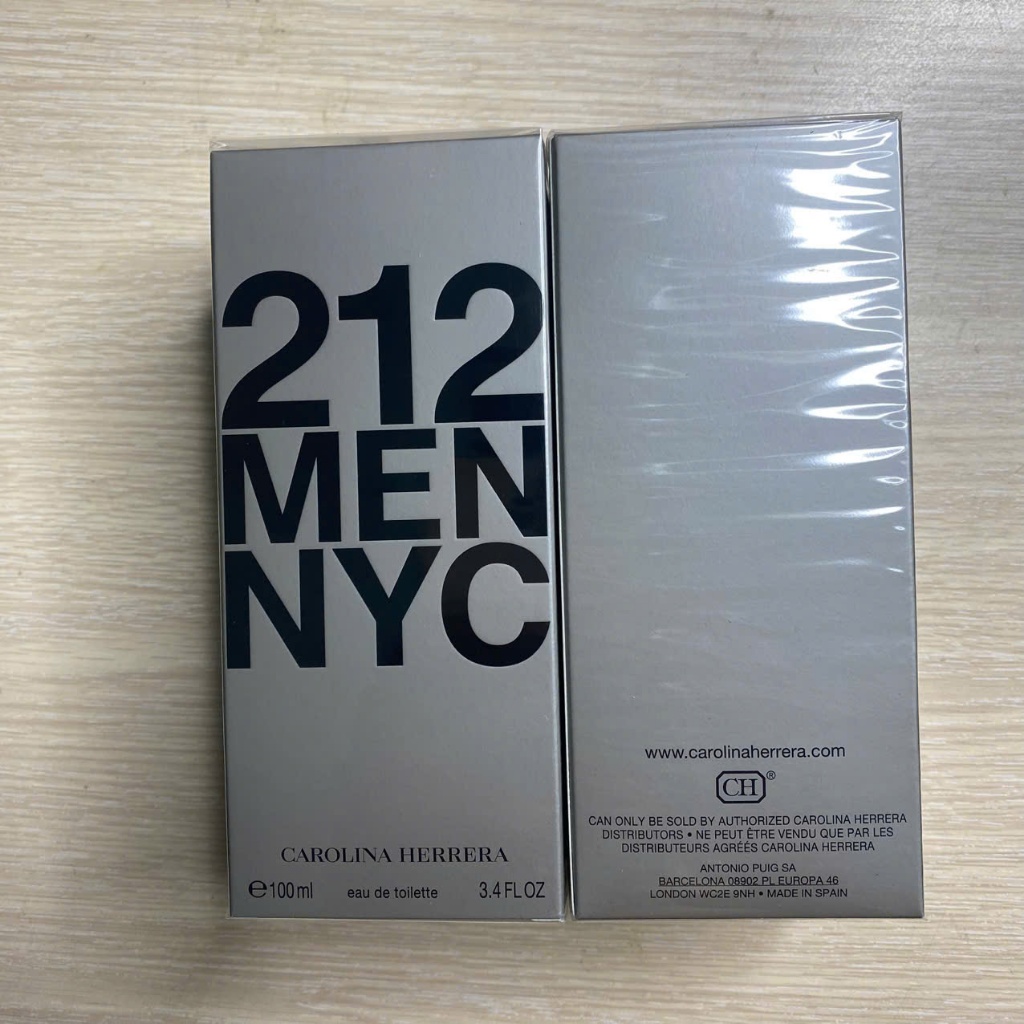 212
MEN
NYC
CAROLINA HERRERA
℮100 ml eau de toilette 3.4 FL OZ
www.carolinaherrera.com
CH®
CAN ONLY BE SOLD BY AUTHORIZED CAROLINA HERRERA
DISTRIBUTORS • NE PEUT ÊTRE VENDU QUE PAR LES
DISTRIBUTEURS AGRÉÉS CAROLINA HERRERA
ANTONIO PUIG SA
BARCELONA 08902 PL EUROPA 46
LONDON WC2E 9NH • MADE IN SPAIN